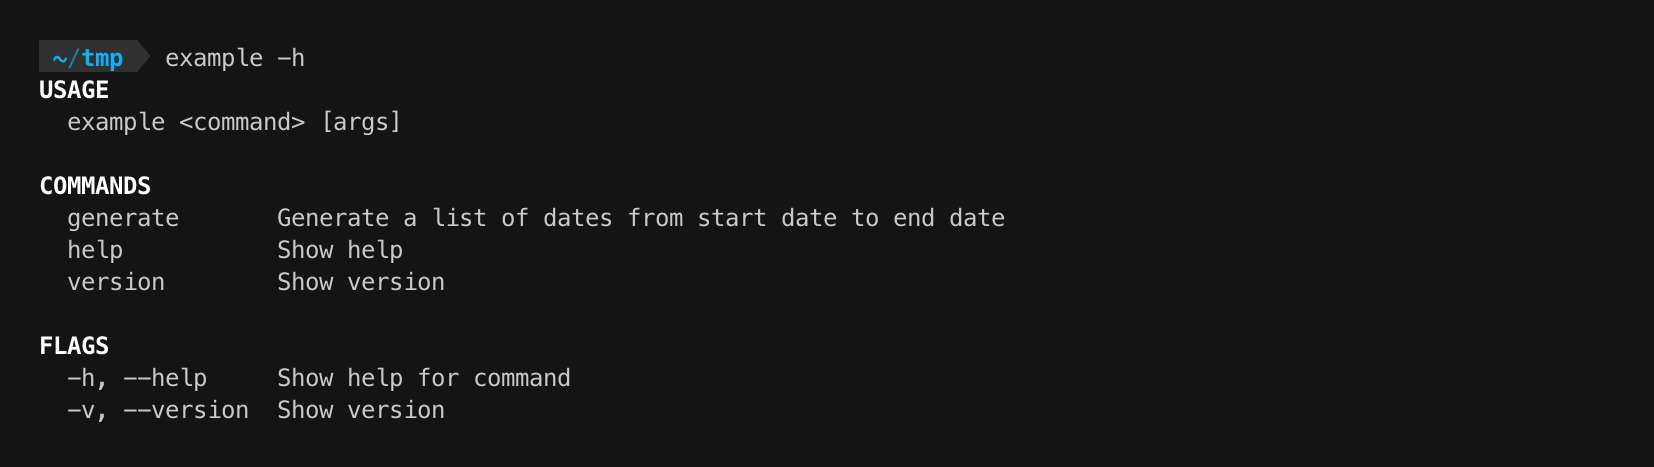 ~/tmp example -h
USAGE
  example <command> [args]

COMMANDS
  generate       Generate a list of dates from start date to end date
  help           Show help
  version        Show version

FLAGS
  -h, --help     Show help for command
  -v, --version  Show version